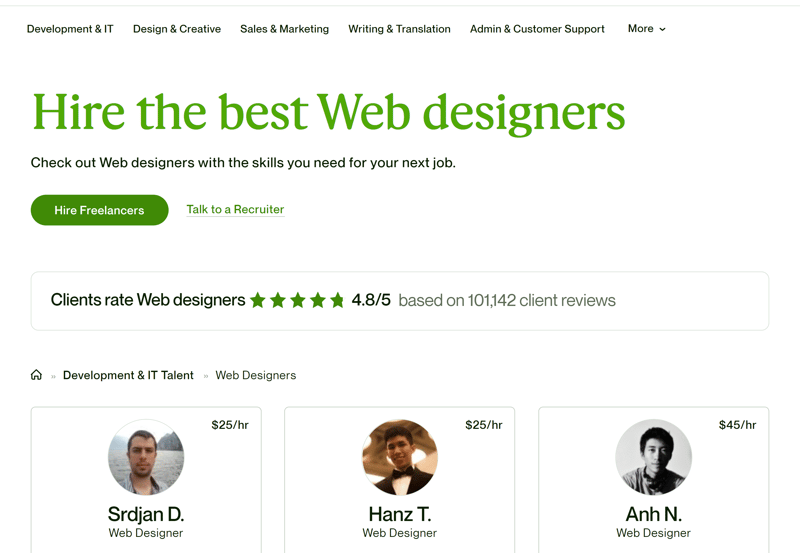 Development & IT Design & Creative Sales & Marketing Writing & Translation Admin & Customer Support More
Hire the best Web designers
Check out Web designers with the skills you need for your next job.
Hire Freelancers Talk to a Recruiter
Clients rate Web designers 4.8/5 based on 101,142 client reviews
» Development & IT Talent » Web Designers
$25/hr
Srdjan D.
Web Designer
$25/hr
Hanz T.
Web Designer
$45/hr
Anh N.
Web Designer